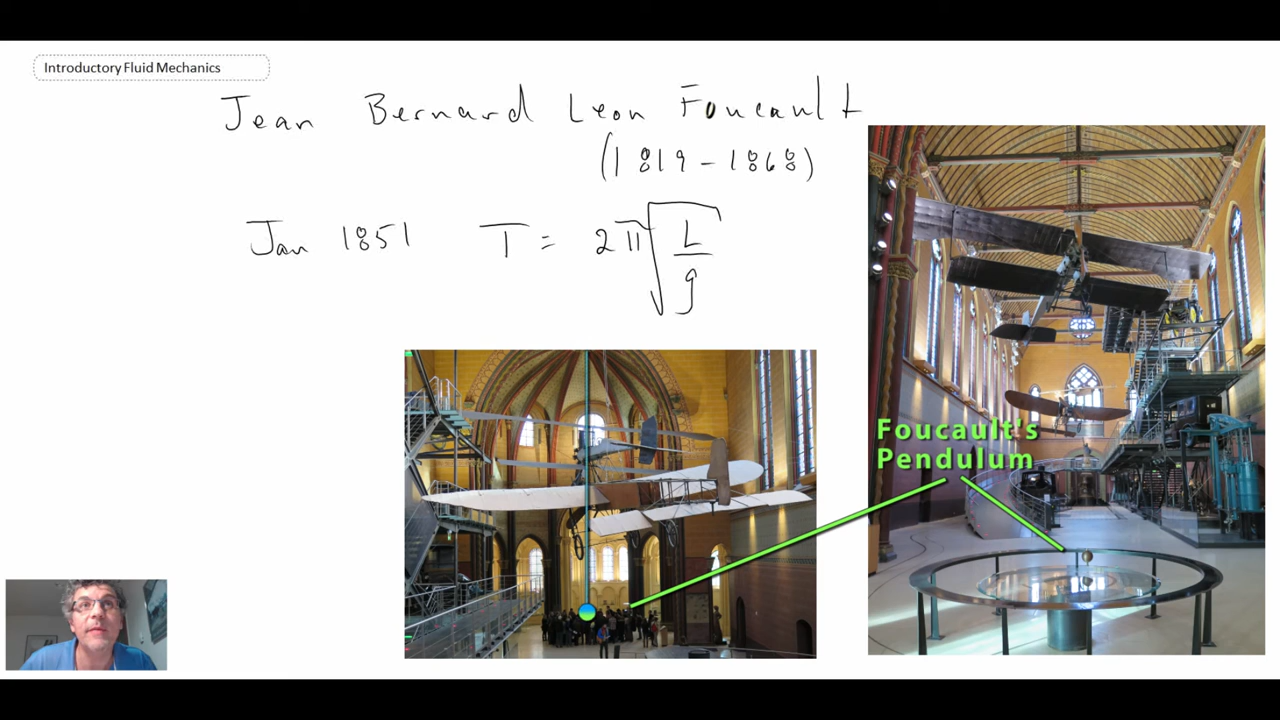 Introductory Fluid Mechanics
Jean Bernard Leon Foucault
(1819 - 1868)
Jan 1851 T = 2π√L/g
Foucault's
Pendulum